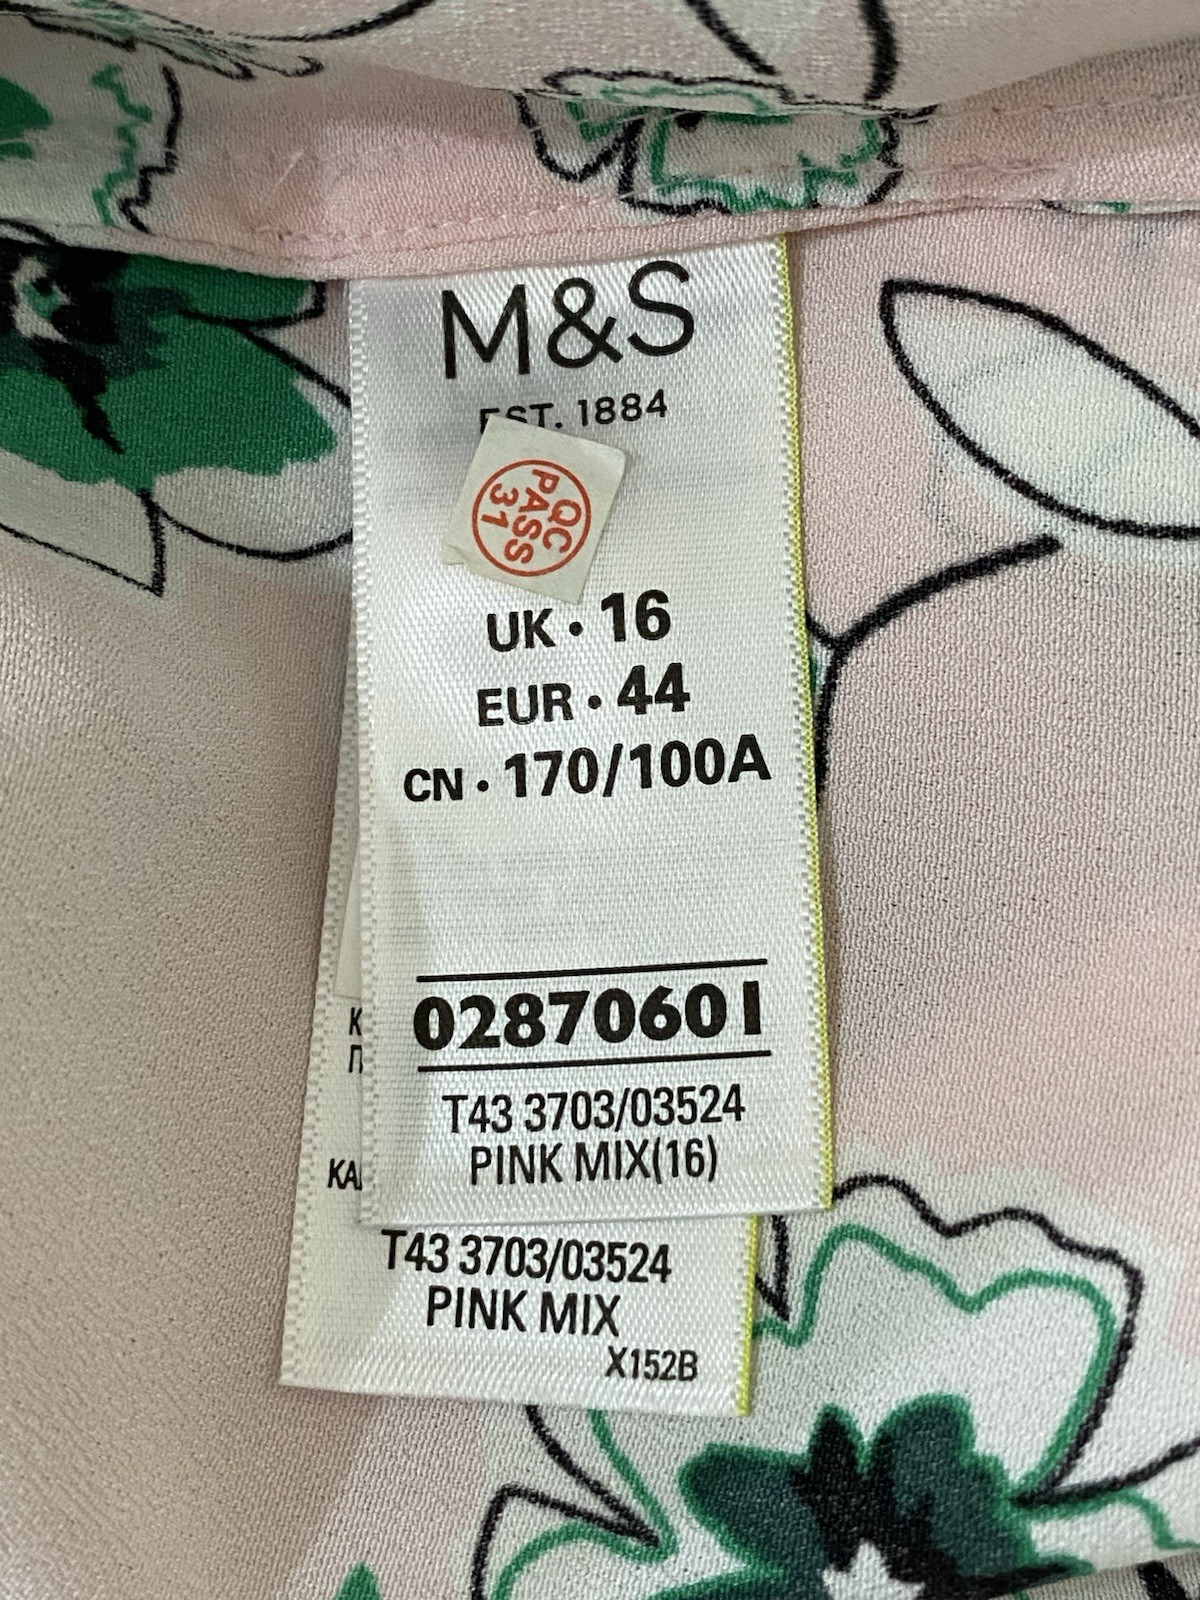 M&S
EST. 1884
QC
PASS
31
UK • 16
EUR • 44
CN • 170/100A
02870601
T43 3703/03524
PINK MIX(16)
T43 3703/03524
PINK MIX
X152B